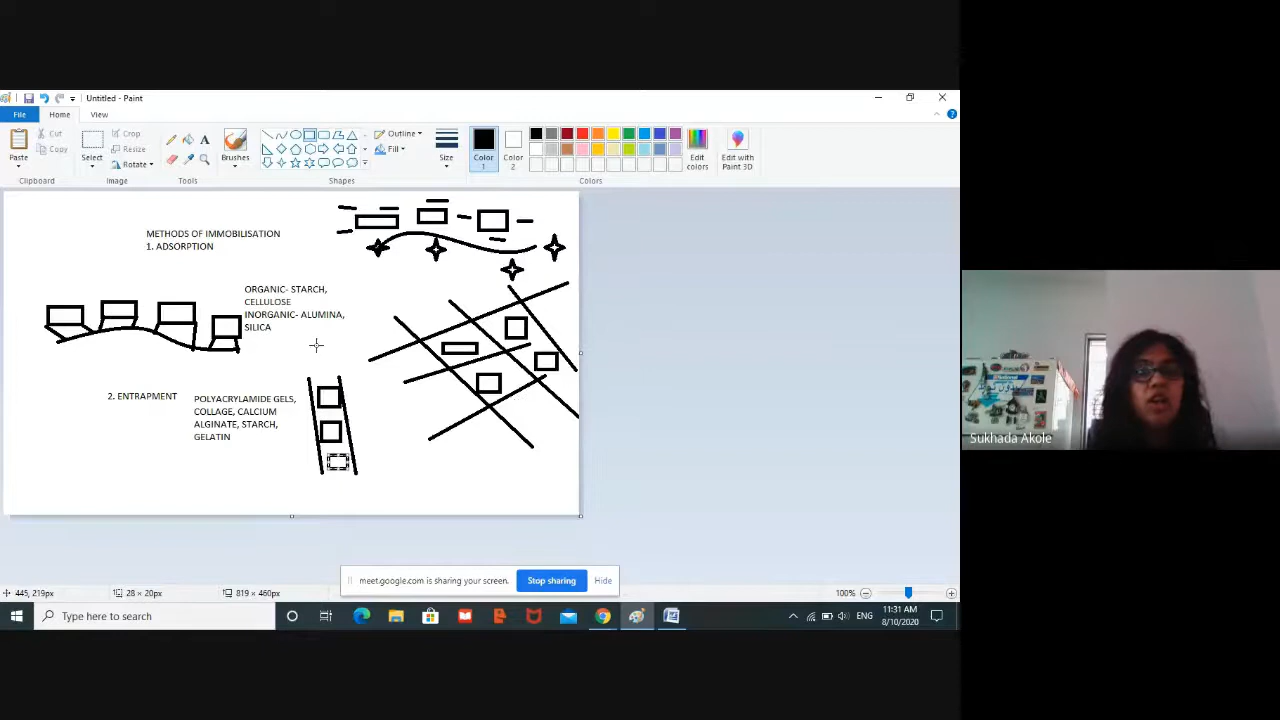 Untitled - Paint
File
Home
View
Paste
Cut
Copy
Clipboard
Select
Crop
Resize
Rotate
Image
Tools
Brushes
Outline
Fill
Shapes
Size
Color
1
Color
2
Edit
colors
Edit with
Paint 3D
Colors
METHODS OF IMMOBILISATION
1. ADSORPTION
ORGANIC- STARCH,
CELLULOSE
INORGANIC- ALUMINA,
SILICA
2. ENTRAPMENT
POLYACRYLAMIDE GELS,
COLLAGE, CALCIUM
ALGINATE, STARCH,
GELATIN
Sukhada Akole
meet.google.com is sharing your screen.
Stop sharing
Hide
445, 219px
28 × 20px
819 × 460px
100%
Type here to search
ENG
11:31 AM
8/10/2020